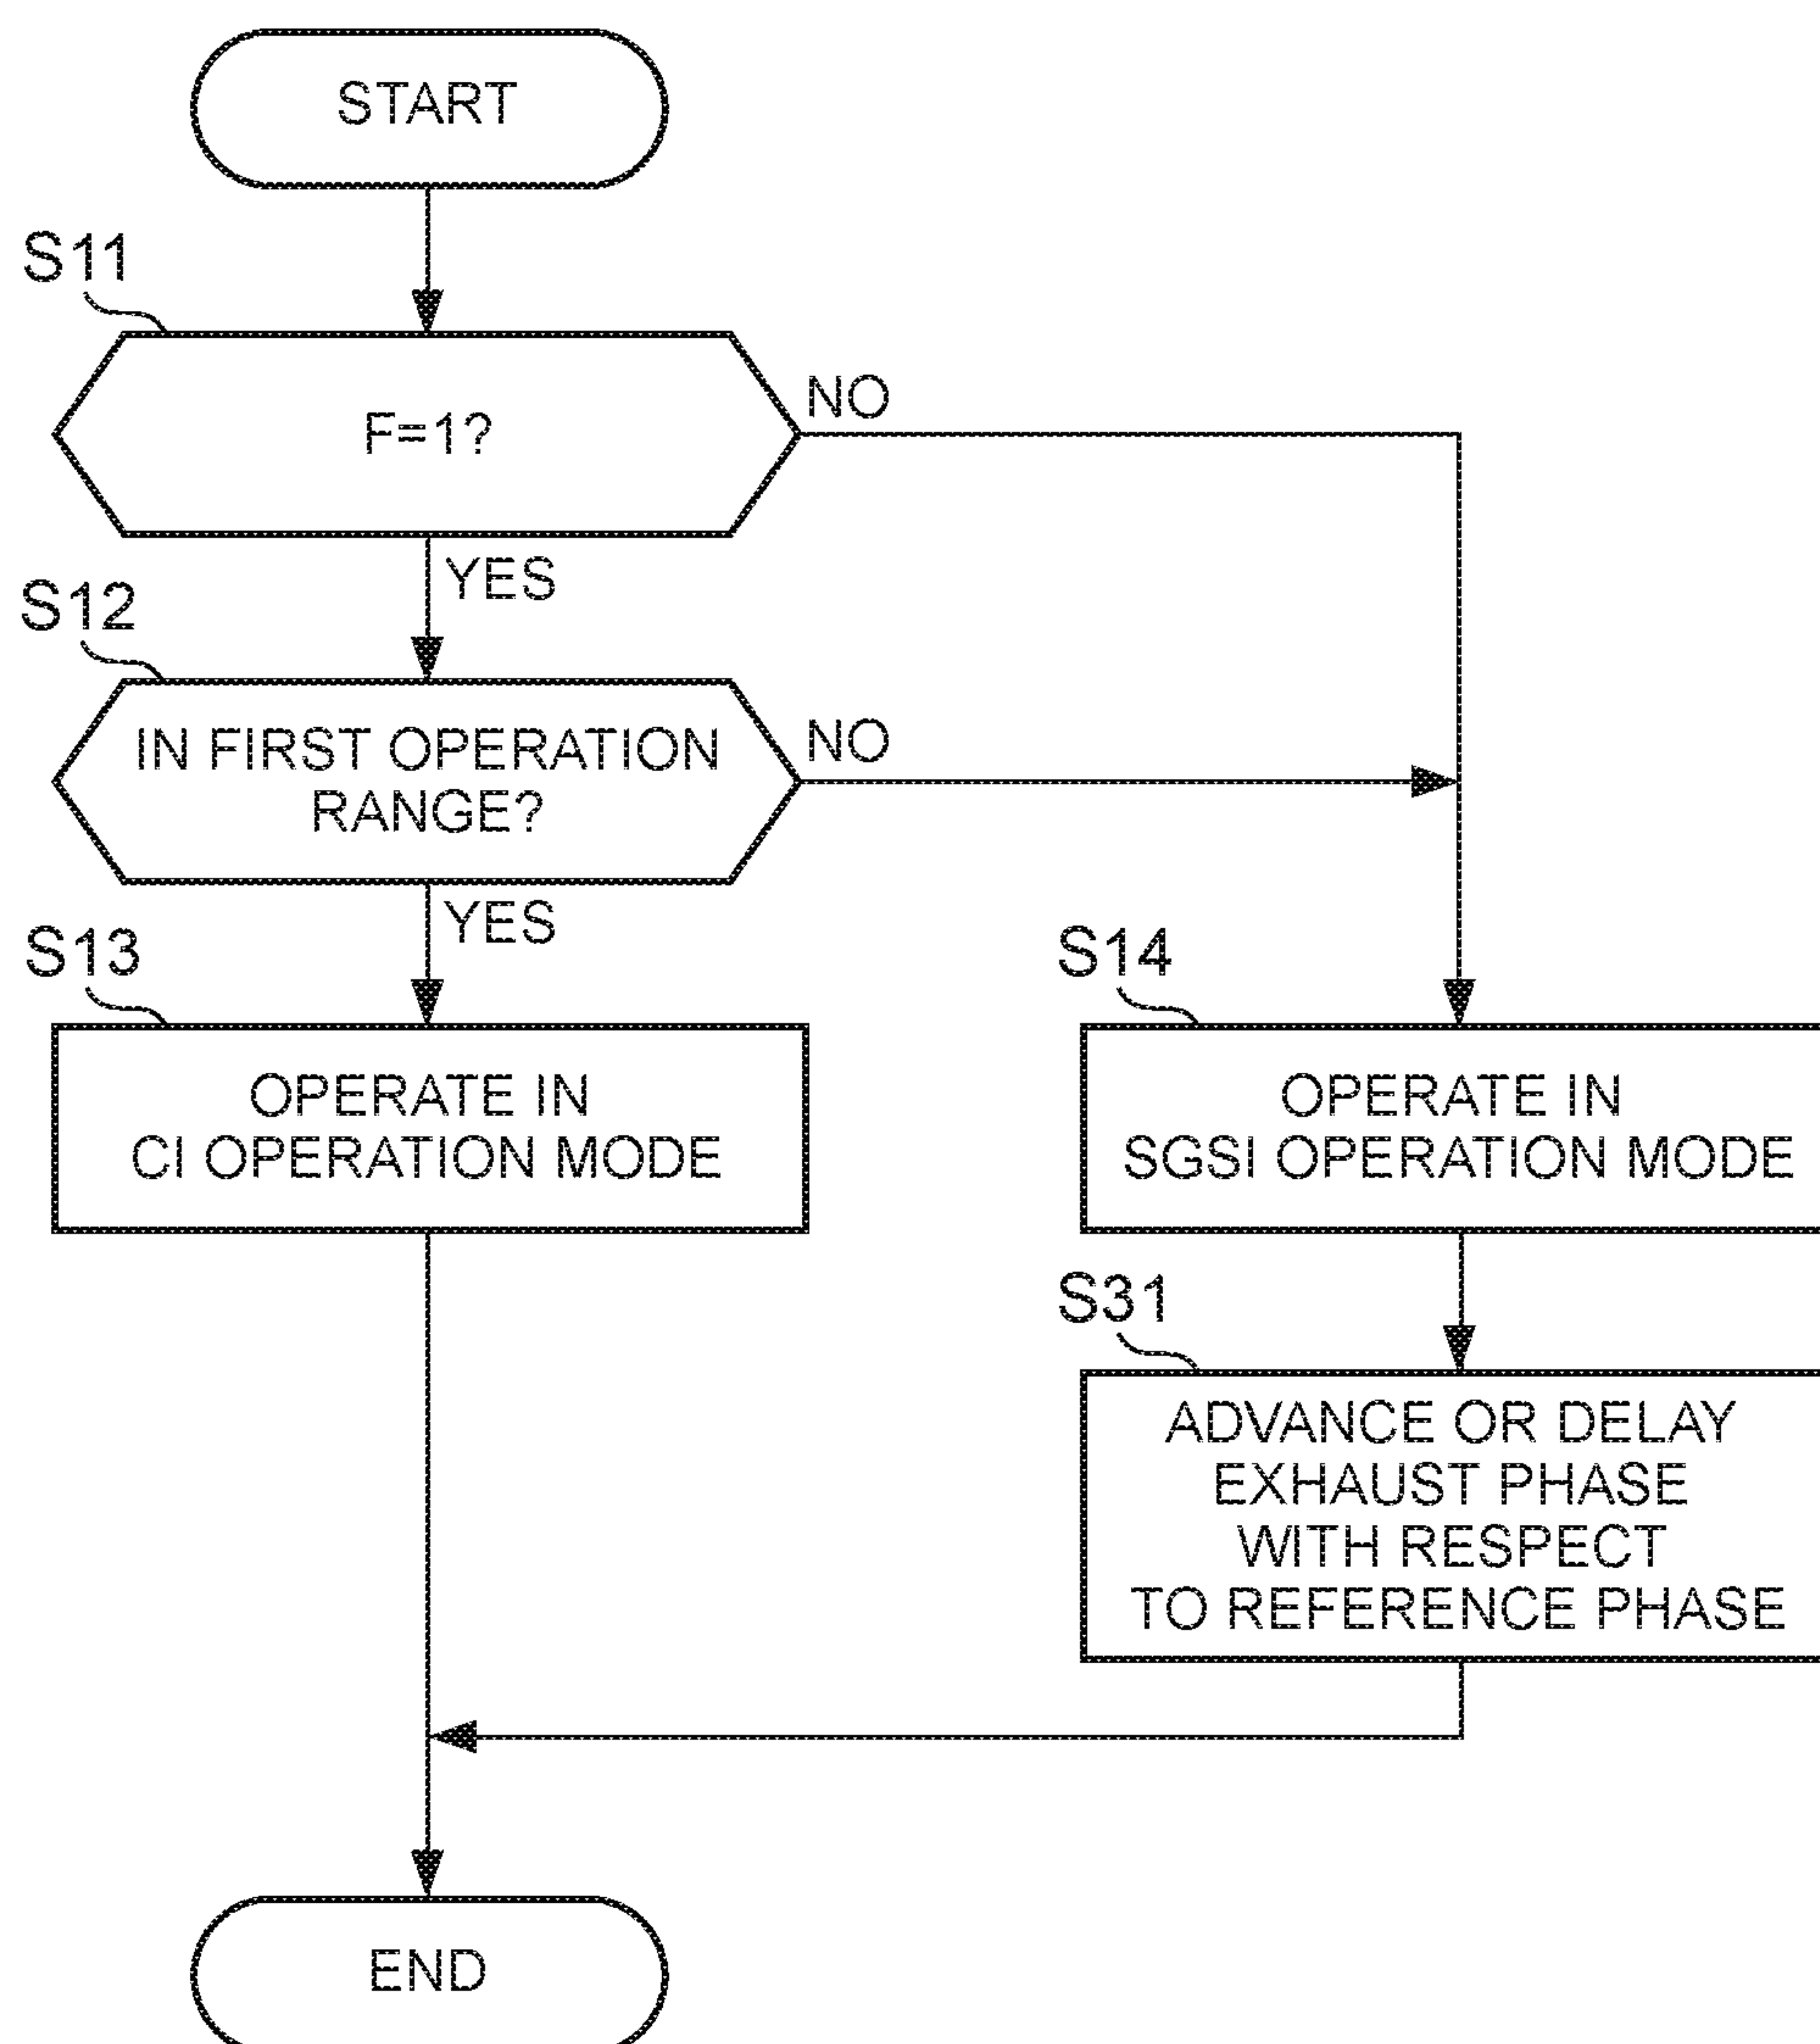 START
S11
F=1?
NO
YES
S12
IN FIRST OPERATION
RANGE?
NO
YES
S13
OPERATE IN
CI OPERATION MODE
S14
OPERATE IN
SGSI OPERATION MODE
S31
ADVANCE OR DELAY
EXHAUST PHASE
WITH RESPECT
TO REFERENCE PHASE
END